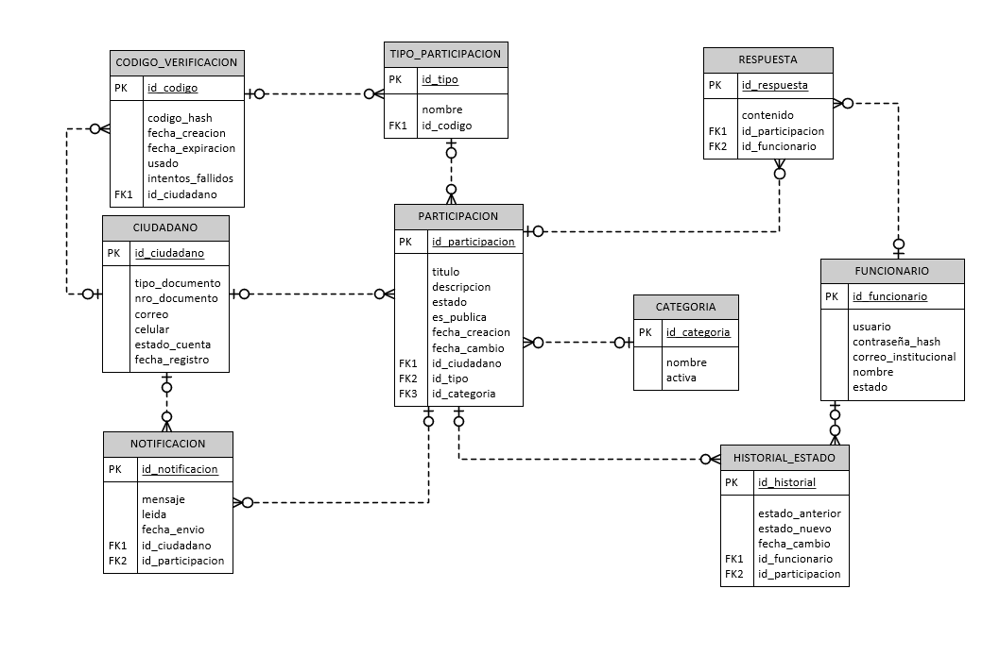 CODIGO_VERIFICACION
PK id_codigo
codigo_hash
fecha_creacion
fecha_expiracion
usado
intentos_fallidos
FK1 id_ciudadano
TIPO_PARTICIPACION
PK id_tipo
nombre
FK1 id_codigo
RESPUESTA
PK id_respuesta
contenido
FK1 id_participacion
FK2 id_funcionario
CIUDADANO
PK id_ciudadano
tipo_documento
nro_documento
correo
celular
estado_cuenta
fecha_registro
PARTICIPACION
PK id_participacion
titulo
descripcion
estado
es_publica
fecha_creacion
fecha_cambio
FK1 id_ciudadano
FK2 id_tipo
FK3 id_categoria
CATEGORIA
PK id_categoria
nombre
activa
FUNCIONARIO
PK id_funcionario
usuario
contraseña_hash
correo_institucional
nombre
estado
NOTIFICACION
PK id_notificacion
mensaje
leida
fecha_envio
FK1 id_ciudadano
FK2 id_participacion
HISTORIAL_ESTADO
PK id_historial
estado_anterior
estado_nuevo
fecha_cambio
FK1 id_funcionario
FK2 id_participacion